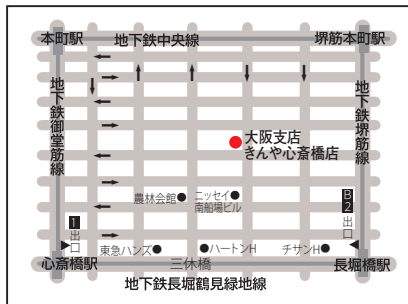 本町駅
地下鉄中央線
堺筋本町駅
地下鉄御堂筋線
地下鉄堺筋線
大阪支店
きんや心斎橋店
農林会館
ニッセイ
南船場ビル
1
出口
B2
出口
東急ハンズ
ハートンH
チサンH
心斎橋駅
三休橋
長堀橋駅
地下鉄長堀鶴見緑地線